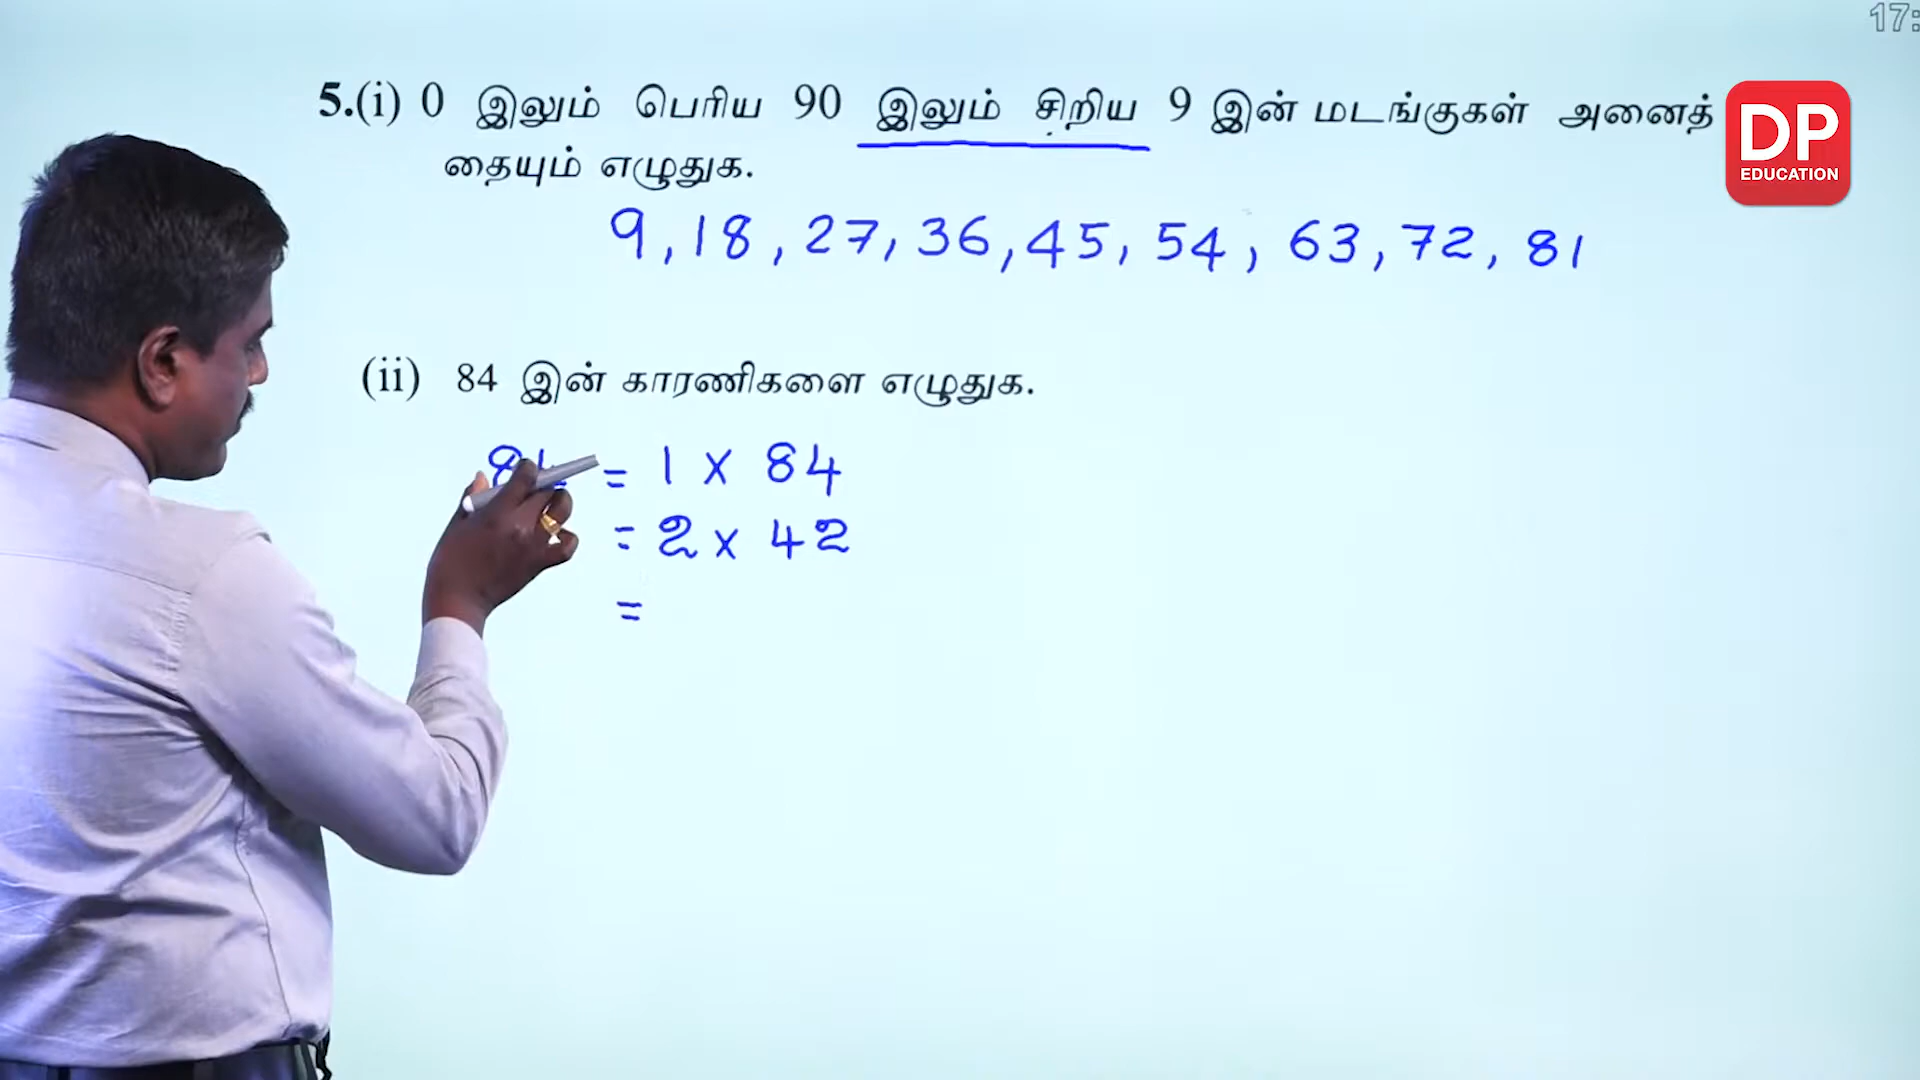 17:
5.(i) 0 இலும் பெரிய 90 இலும் சிறிய 9 இன் மடங்குகள் அனைத்
தையும் எழுதுக.
DP
EDUCATION
9, 18, 27, 36, 45, 54, 63, 72, 81
(ii) 84 இன் காரணிகளை எழுதுக.
84 = 1 × 84
= 2 × 42
=